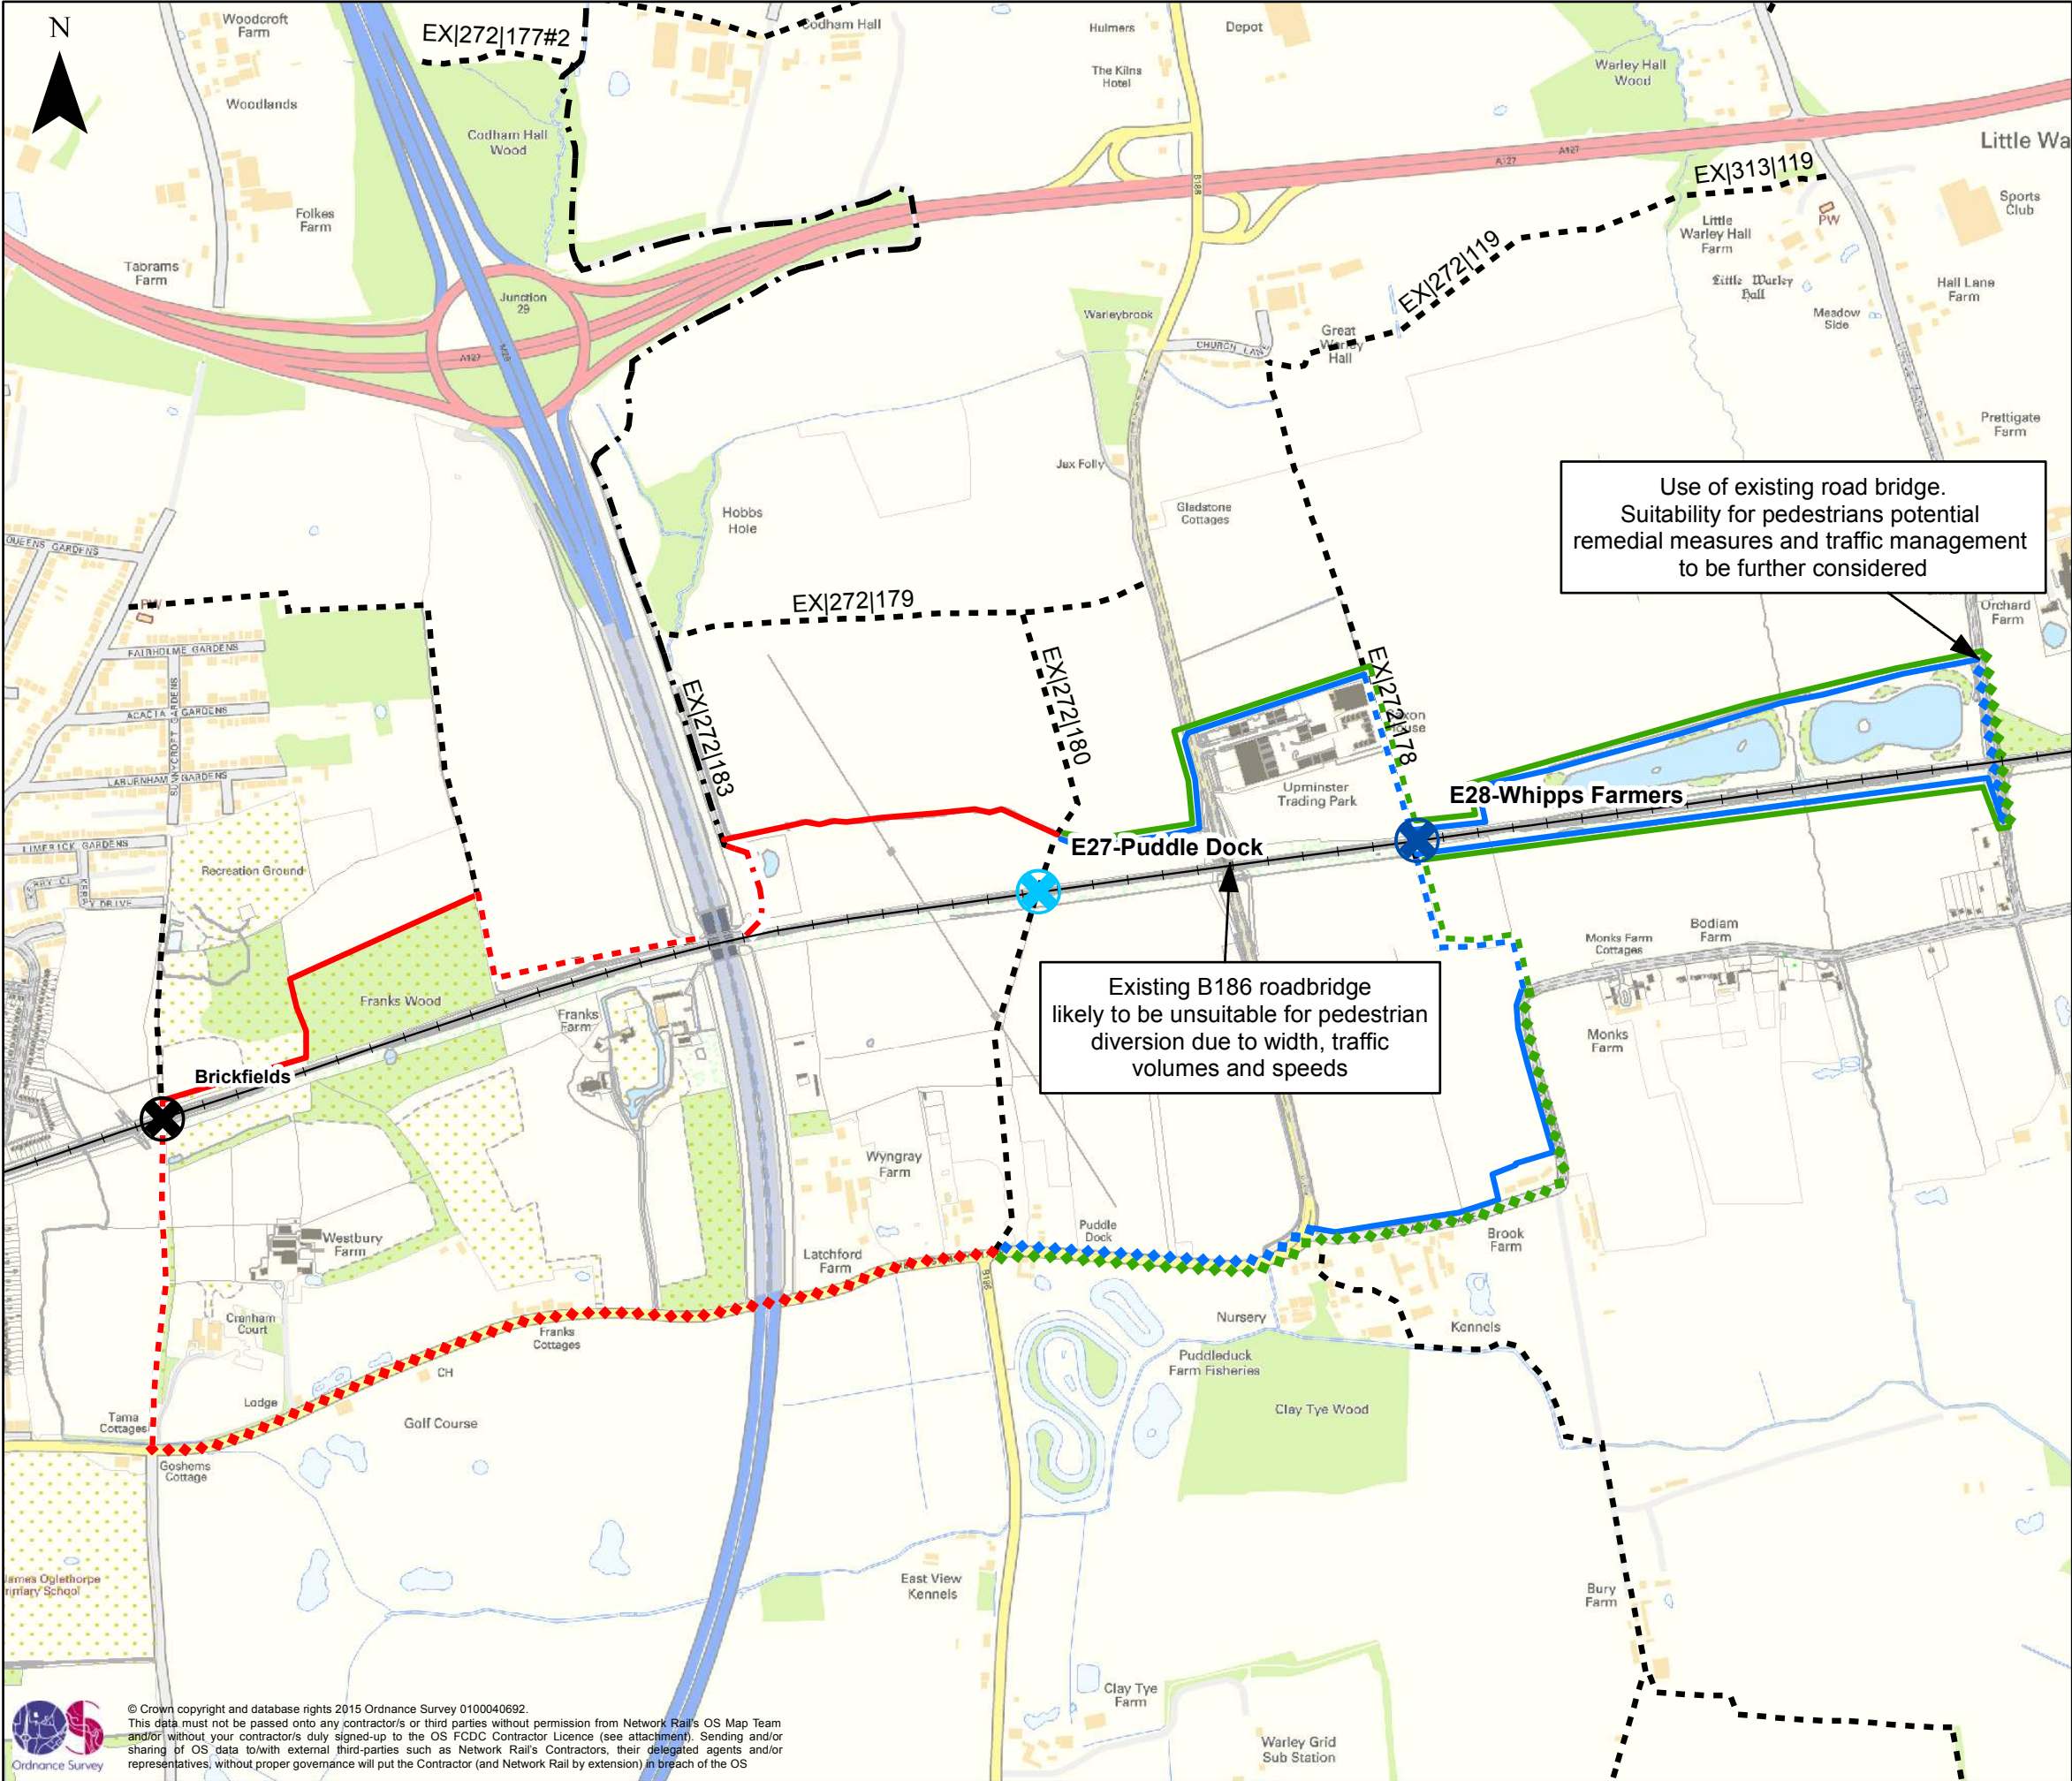 N
Woodcroft
Farm
EX|272|177#2
Codham Hall
Hulmers
Depot
The Kilns
Hotel
Warley Hall
Wood
Woodlands
Codham Hall
Wood
Little Wa
A127
A127
B186
EX|313|119
Sports
Club
PW
Folkes
Farm
Little
Warley Hall
Farm
Tabrams
Farm
EX|272|119
Little Warley
Hall
Hall Lane
Farm
Junction
29
Meadow
Side
Warleybrook
Great
Warley
Hall
CHURCH LANE
A127
M25
Prettigate
Farm
Jax Folly
Use of existing road bridge.
Suitability for pedestrians potential
remedial measures and traffic management
to be further considered
Hobbs
Hole
Gladstone
Cottages
QUEENS GARDENS
EX|272|179
PW
Orchard
Farm
FAIRHOLME GARDENS
EX|272|180
EX|272|178
Saxon
House
EX|272|183
ACACIA GARDENS
SUNNYCROFT GARDENS
LABURNHAM GARDENS
Upminster
Trading Park
E28-Whipps Farmers
LIMERICK GARDENS
E27-Puddle Dock
Recreation Ground
KERRY DRIVE
Monks Farm
Cottages
Bodiam
Farm
Franks Wood
Franks
Farm
Existing B186 roadbridge
likely to be unsuitable for pedestrian
diversion due to width, traffic
volumes and speeds
Monks
Farm
Brickfields
Wyngray
Farm
Westbury
Farm
Puddle
Dock
Brook
Farm
Latchford
Farm
B186
Cranham
Court
Franks
Cottages
Nursery
Kennels
Puddleduck
Farm Fisheries
CH
Lodge
Golf Course
Clay Tye Wood
Tama
Cottages
Goshems
Cottage
James Oglethorpe
Primary School
East View
Kennels
Bury
Farm
Clay Tye
Farm
Warley Grid
Sub Station
Ordnance Survey
© Crown copyright and database rights 2015 Ordnance Survey 0100040692.
This data must not be passed onto any contractor/s or third parties without permission from Network Rail's OS Map Team
and/or without your contractor/s duly signed-up to the OS FCDC Contractor Licence (see attachment). Sending and/or
sharing of OS data to/with external third-parties such as Network Rail's Contractors, their delegated agents and/or
representatives, without proper governance will put the Contractor (and Network Rail by extension) in breach of the OS